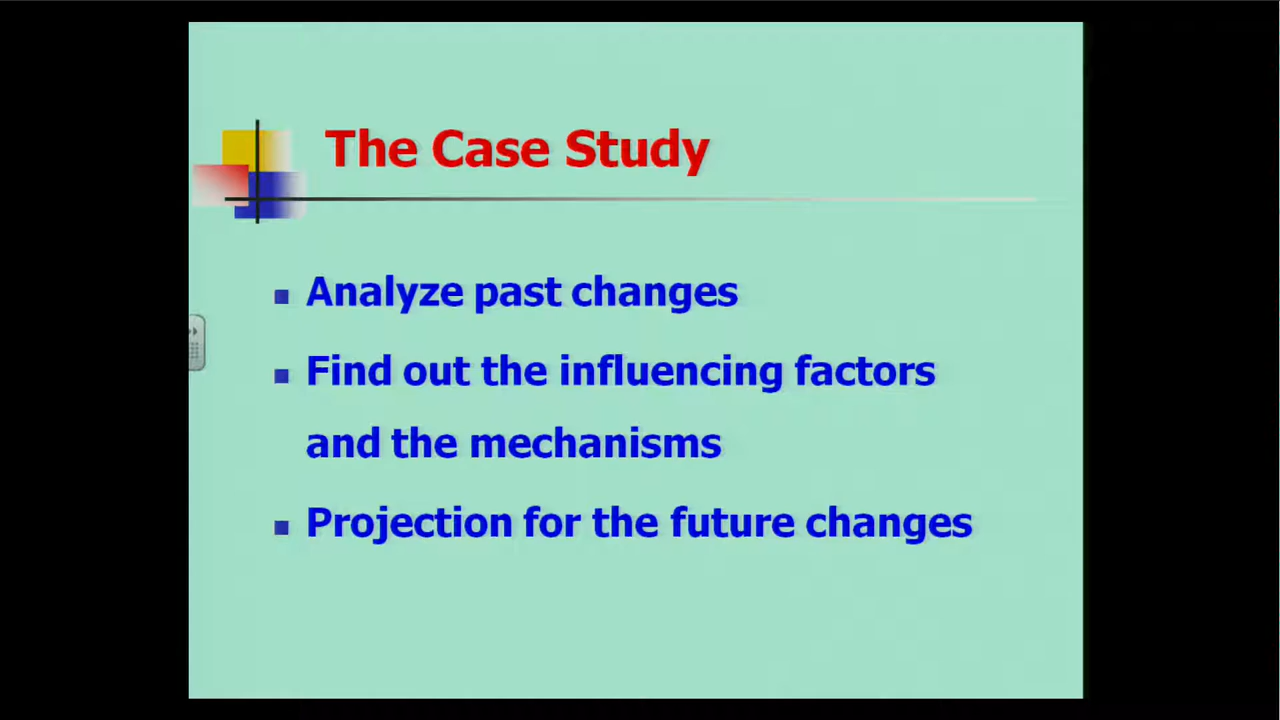 The Case Study
Analyze past changes
Find out the influencing factors
and the mechanisms
Projection for the future changes